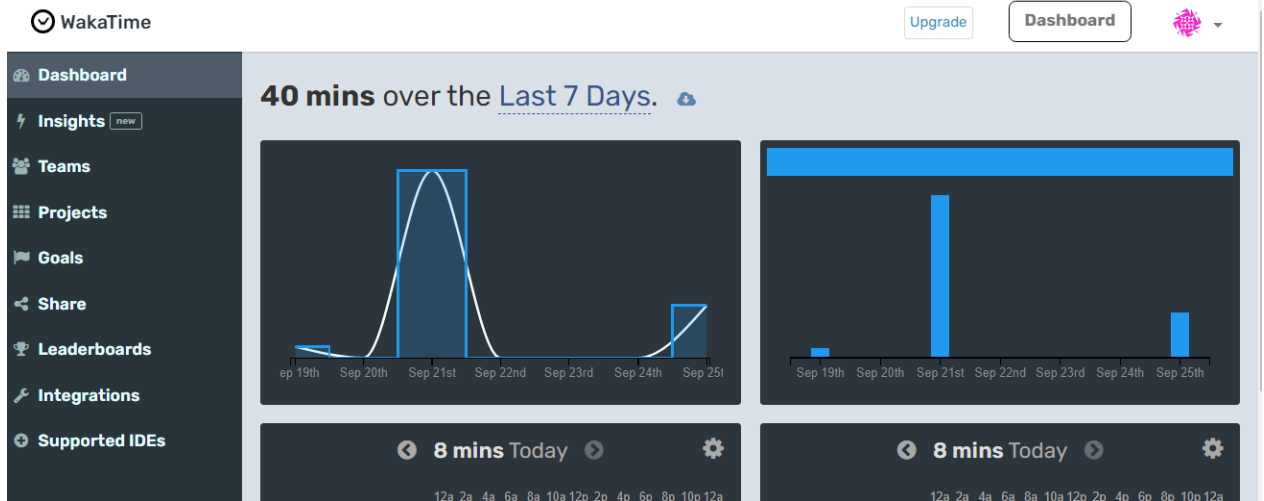 WakaTime
Upgrade
Dashboard
Dashboard
Insights new
Teams
Projects
Goals
Share
Leaderboards
Integrations
Supported IDEs
40 mins over the Last 7 Days.
ep 19th Sep 20th Sep 21st Sep 22nd Sep 23rd Sep 24th Sep 25t
Sep 19th Sep 20th Sep 21st Sep 22nd Sep 23rd Sep 24th Sep 25th
8 mins Today
12a 2a 4a 6a 8a 10a 12p 2p 4p 6p 8p 10p 12a
8 mins Today
12a 2a 4a 6a 8a 10a 12p 2p 4p 6p 8p 10p 12a